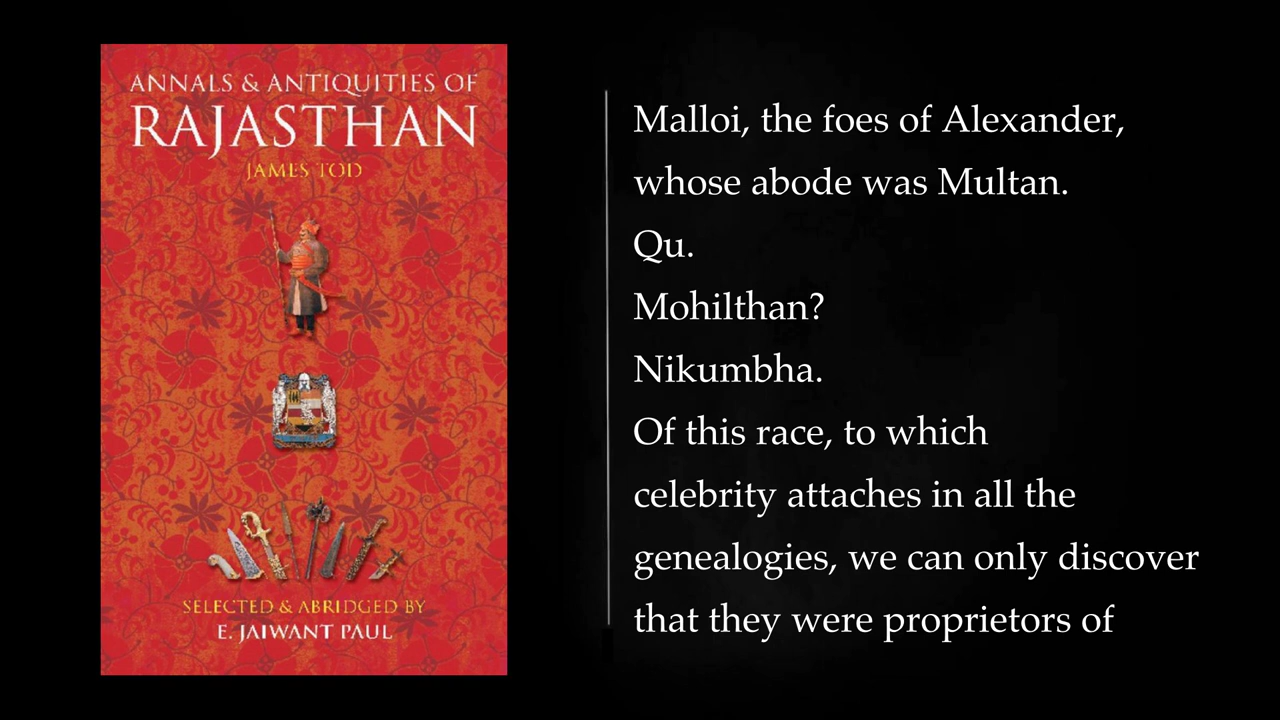 ANNALS & ANTIQUITIES OF
RAJASTHAN
JAMES TOD
SELECTED & ABRIDGED BY
E. JAIWANT PAUL
Malloi, the foes of Alexander,
whose abode was Multan.
Qu.
Mohilthan?
Nikumbha.
Of this race, to which
celebrity attaches in all the
genealogies, we can only discover
that they were proprietors of